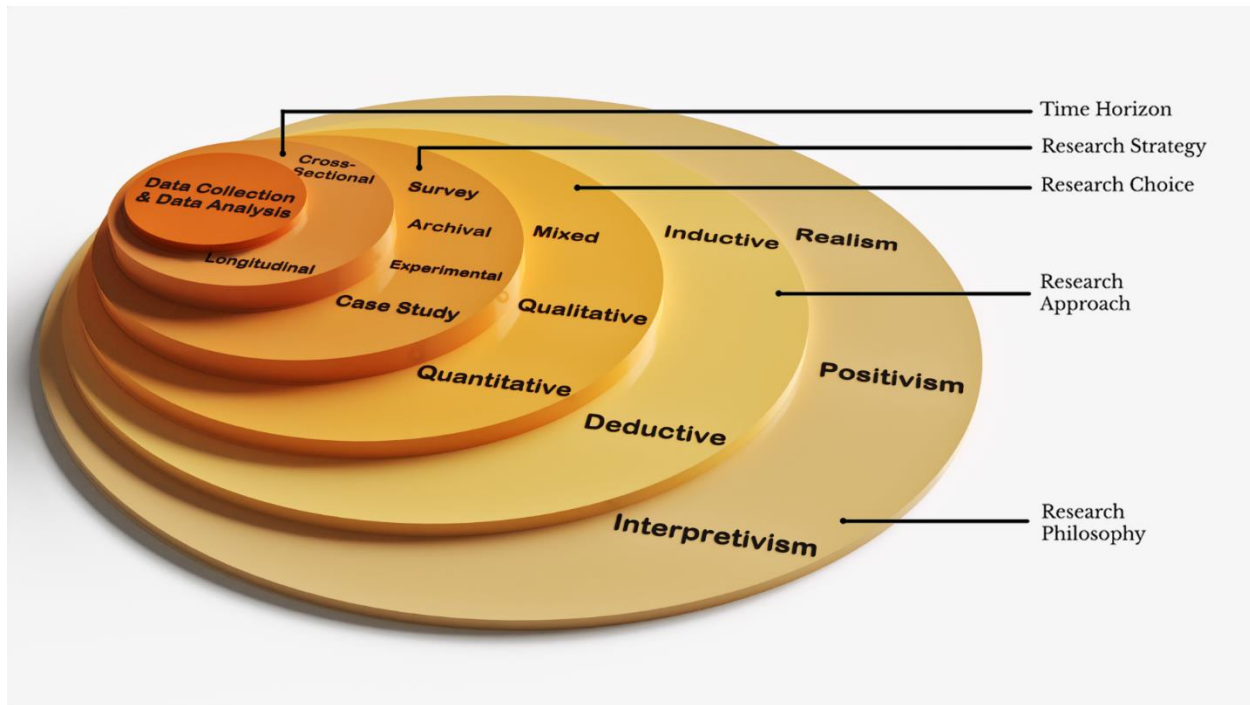 Time Horizon
Research Strategy
Research Choice
Research
Approach
Research
Philosophy
Cross-
Sectional
Data Collection
& Data Analysis
Longitudinal
Survey
Archival
Experimental
Case Study
Mixed
Qualitative
Quantitative
Inductive
Deductive
Realism
Positivism
Interpretivism